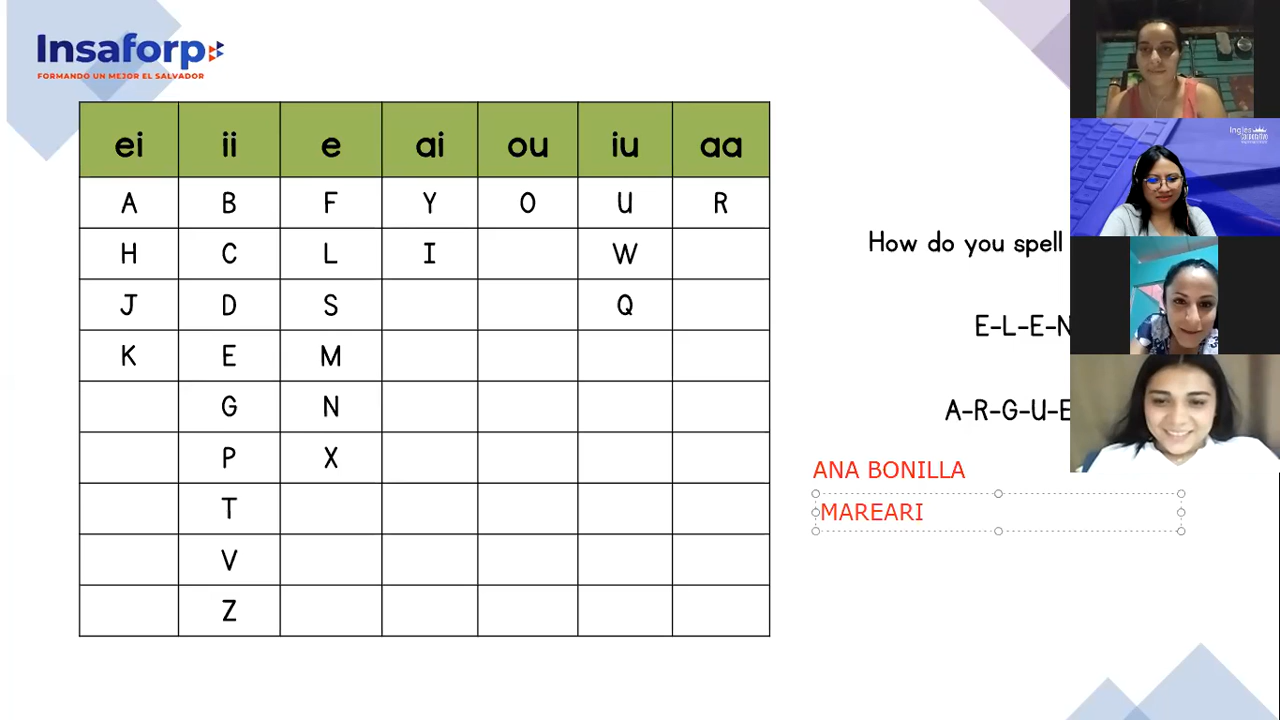 Insaforp
FORMANDO UN MEJOR EL SALVADOR
ei ii e ai ou iu aa
A B F Y O U R
H C L I W
J D S Q
K E M
G N
P X
T
V
Z
How do you spell
E-L-E-N
A-R-G-U-E
ANA BONILLA
MAREARI
Ingles